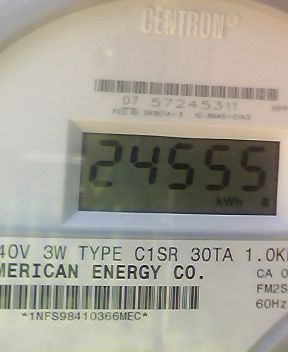 CENTRON®
07 57245311
24555
kWh
40V 3W TYPE C1SR 30TA 1.0K
MERICAN ENERGY CO.
CA 0
FM2S
60Hz
*1NFS98410366MEC*